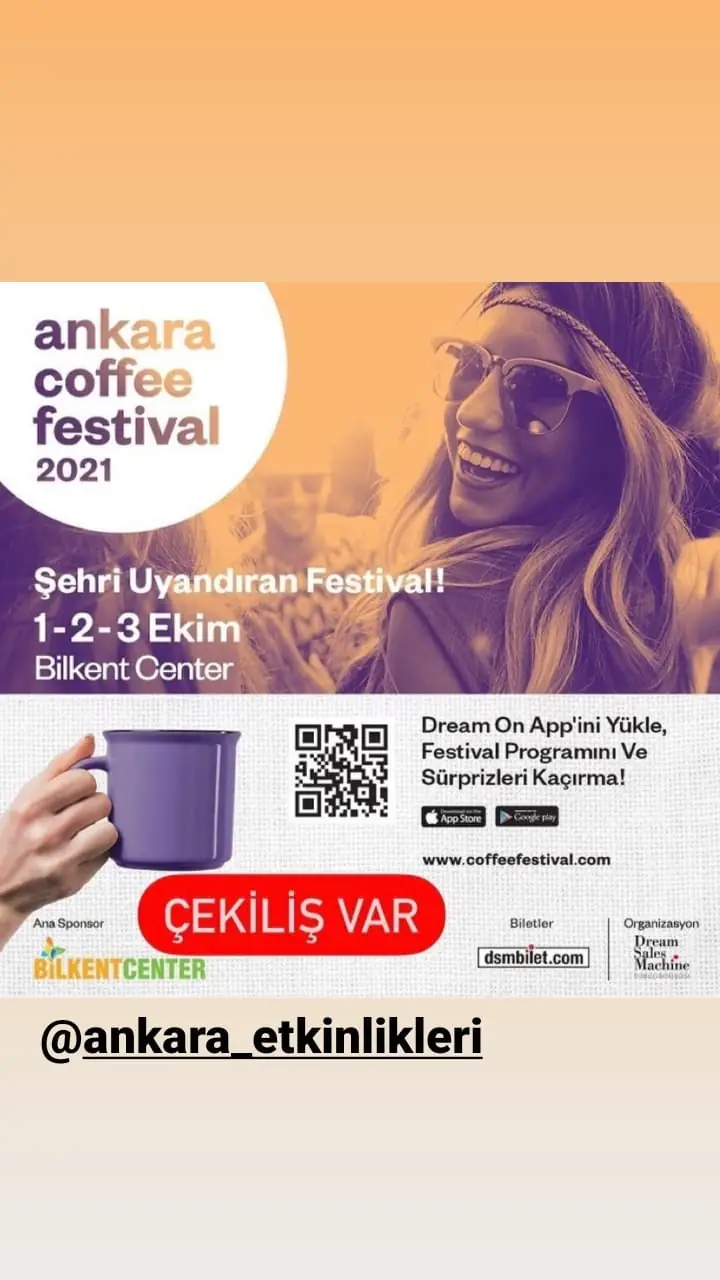 ankara
coffee
festival
2021
Şehri Uyandıran Festival!
1-2-3 Ekim
Bilkent Center
Dream On App'ini Yükle,
Festival Programını Ve
Sürprizleri Kaçırma!
App Store
Google play
www.coffeefestival.com
ÇEKİLİŞ VAR
Ana Sponsor
BİLKENTCENTER
Biletler
dsmbilet.com
Organizasyon
Dream
Sales
Machine
@ankara_etkinlikleri